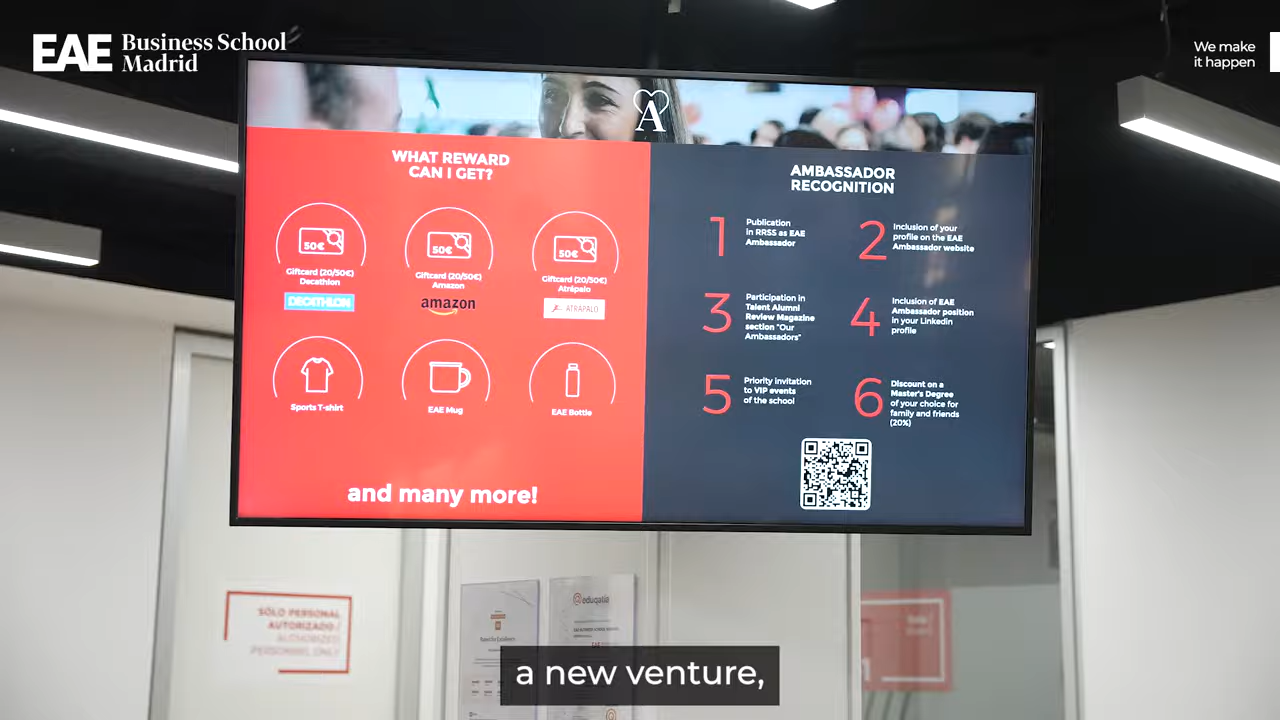 EAE Business School
Madrid
We make
it happen
A
WHAT REWARD
CAN I GET?
50€
Giftcard (20/50€)
Decathlon
DECATHLON
50€
Giftcard (20/50€)
Amazon
amazon
50€
Giftcard (20/50€)
Atrápalo
ATRAPALO
Sports T-shirt
EAE Mug
EAE Bottle
and many more!
AMBASSADOR
RECOGNITION
1
Publication
in RRSS as EAE
Ambassador
2
Inclusion of your
profile on the EAE
Ambassador website
3
Participation in
Talent Alumni
Review Magazine
section "Our
Ambassadors"
4
Inclusion of EAE
Ambassador position
in your Linkedin
profile
5
Priority invitation
to VIP events
of the school
6
Discount on a
Master's Degree
of your choice for
family and friends
(20%)
SÓLO PERSONAL
AUTORIZADO /
AUTHORIZED
PERSONNEL ONLY
@eduqatia
a new venture,